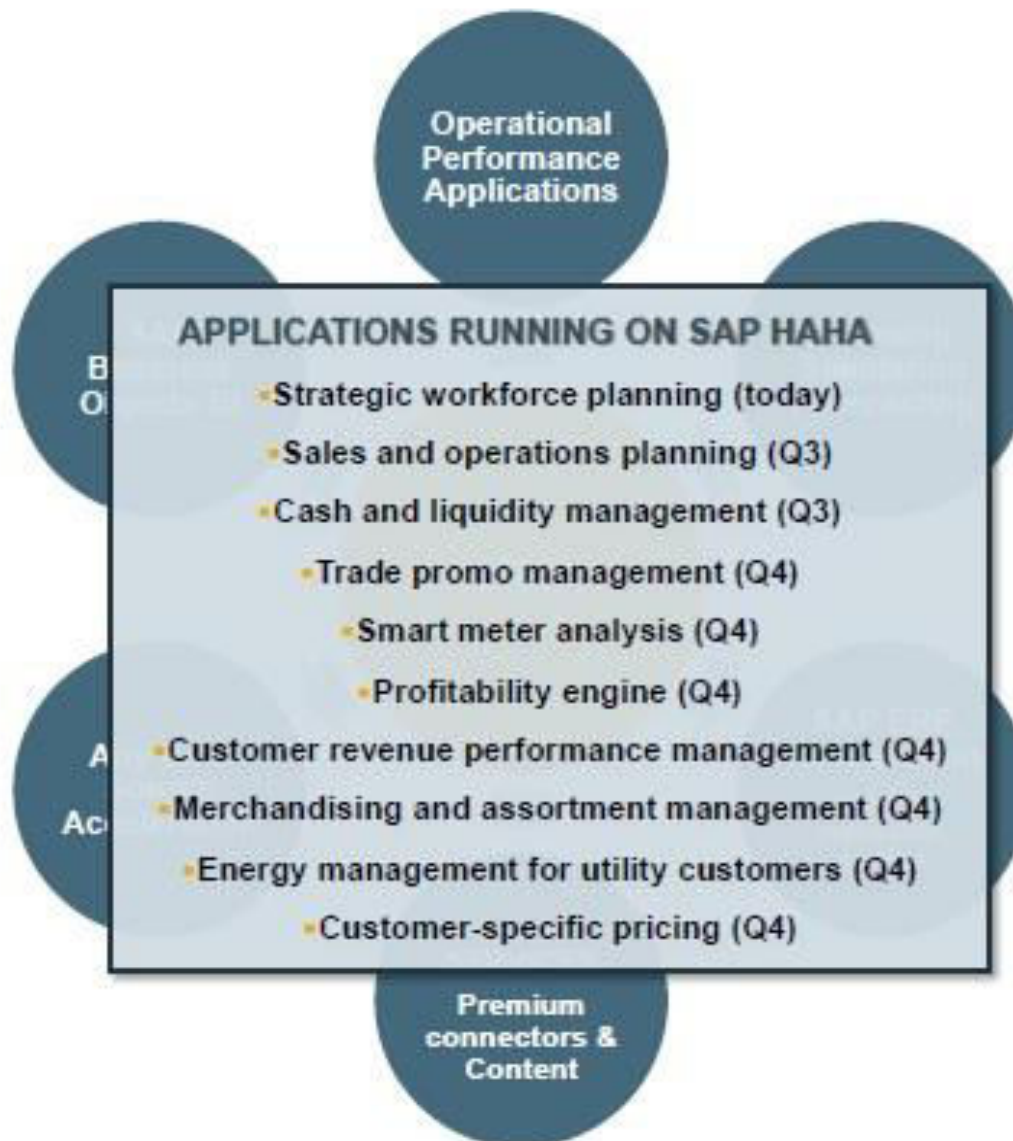 Operational
Performance
Applications
APPLICATIONS RUNNING ON SAP HAHA
▪Strategic workforce planning (today)
▪Sales and operations planning (Q3)
▪Cash and liquidity management (Q3)
▪Trade promo management (Q4)
▪Smart meter analysis (Q4)
▪Profitability engine (Q4)
▪Customer revenue performance management (Q4)
▪Merchandising and assortment management (Q4)
▪Energy management for utility customers (Q4)
▪Customer-specific pricing (Q4)
Premium
connectors &
Content